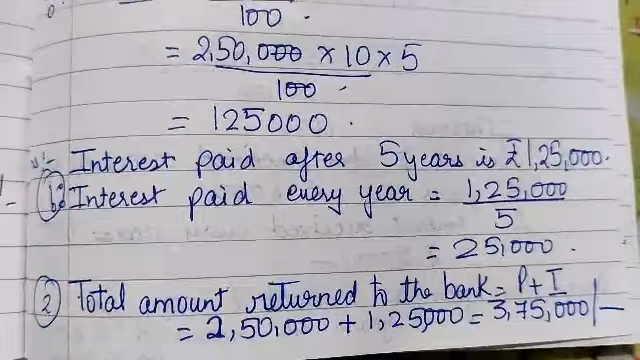 100 .
= 2,50,000 × 10 × 5
100
= 125000 .
Interest paid after 5 years is ₹1,25,000.
(b) Interest paid every year = 1,25,000
5
= 25,000 .
(2) Total amount returned to the bank = P+I
= 2,50,000 + 1,25,000 = 3,75,000/-